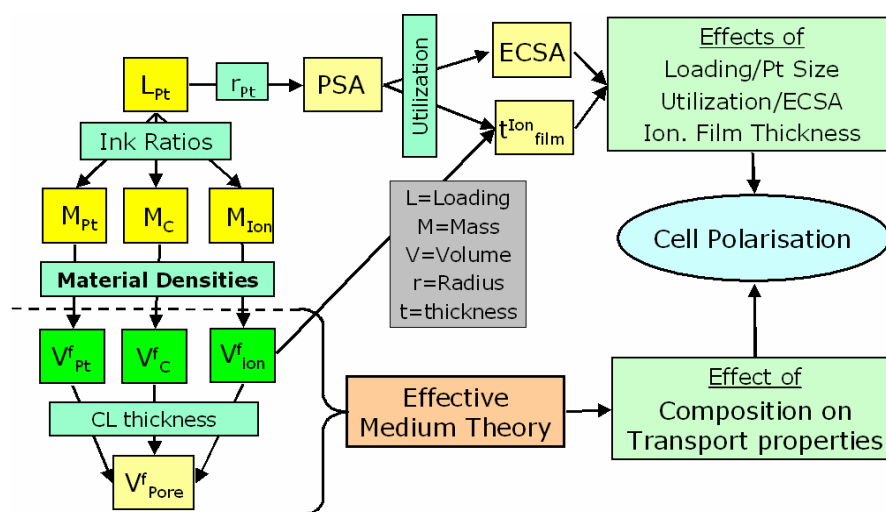 L_Pt
r_Pt
PSA
Utilization
ECSA
t^Ion_film
Effects of
Loading/Pt Size
Utilization/ECSA
Ion. Film Thickness
Ink Ratios
M_Pt
M_C
M_Ion
L=Loading
M=Mass
V=Volume
r=Radius
t=thickness
Cell Polarisation
Material Densities
V^f_Pt
V^f_C
V^f_ion
CL thickness
V^f_Pore
Effective
Medium Theory
Effect of
Composition on
Transport properties